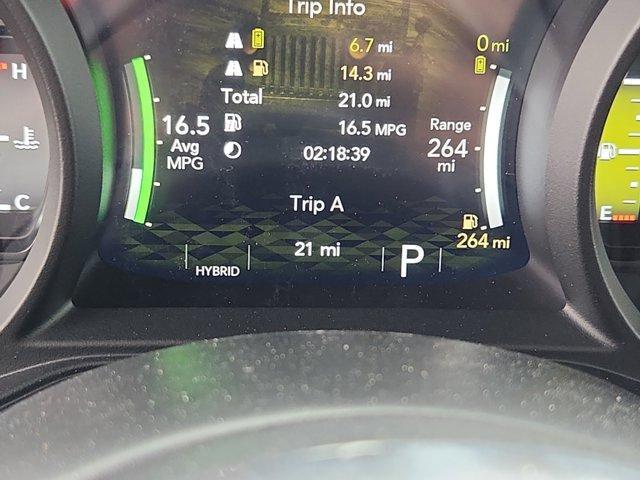 Trip Info
6.7 mi
0 mi
14.3 mi
Total 21.0 mi
16.5 Avg MPG
16.5 MPG
02:18:39
Range 264 mi
Trip A
264 mi
HYBRID
21 mi
P
H
C
E